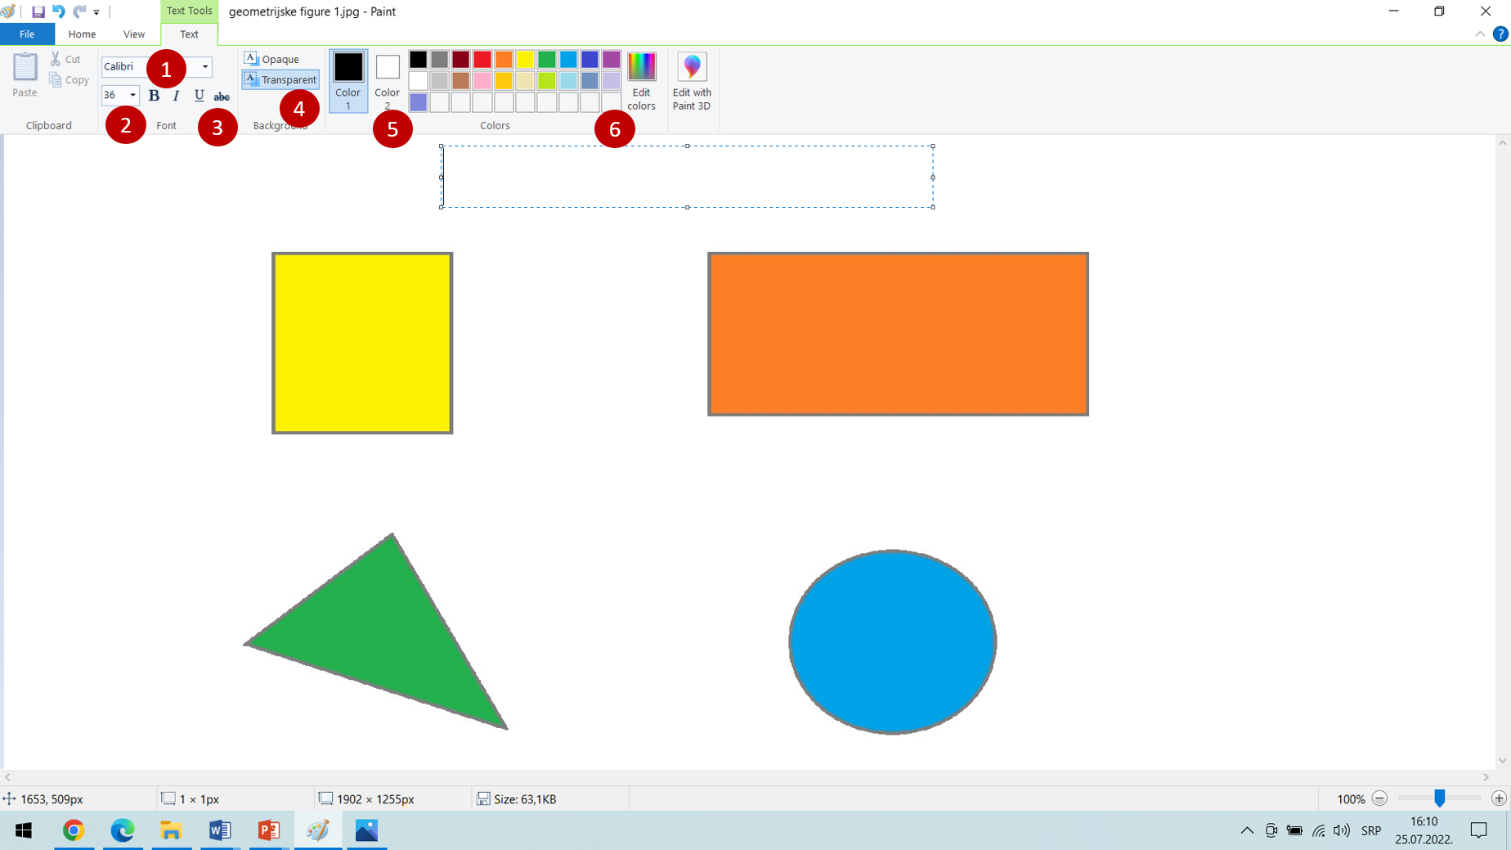 Text Tools
geometrijske figure 1.jpg - Paint
File
Home
View
Text
Paste
Cut
Copy
Clipboard
Calibri
1
36
B I U abc
2
Font
3
Opaque
Transparent
4
Background
Color
1
Color
2
5
Colors
6
Edit
colors
Edit with
Paint 3D
1653, 509px
1 × 1px
1902 × 1255px
Size: 63,1KB
100%
SRP
16:10
25.07.2022.